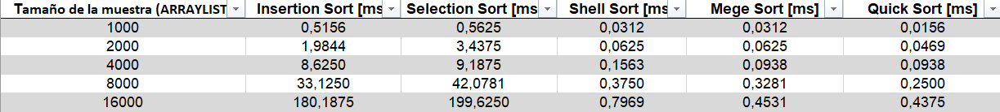 Tamaño de la muestra (ARRAYLIST Insertion Sort [ms Selection Sort [ms Shell Sort [ms Mege Sort [ms] Quick Sort [ms]
1000 0,5156 0,5625 0,0312 0,0312 0,0156
2000 1,9844 3,4375 0,0625 0,0625 0,0469
4000 8,6250 9,1875 0,1563 0,0938 0,0938
8000 33,1250 42,0781 0,3750 0,3281 0,2500
16000 180,1875 199,6250 0,7969 0,4531 0,4375